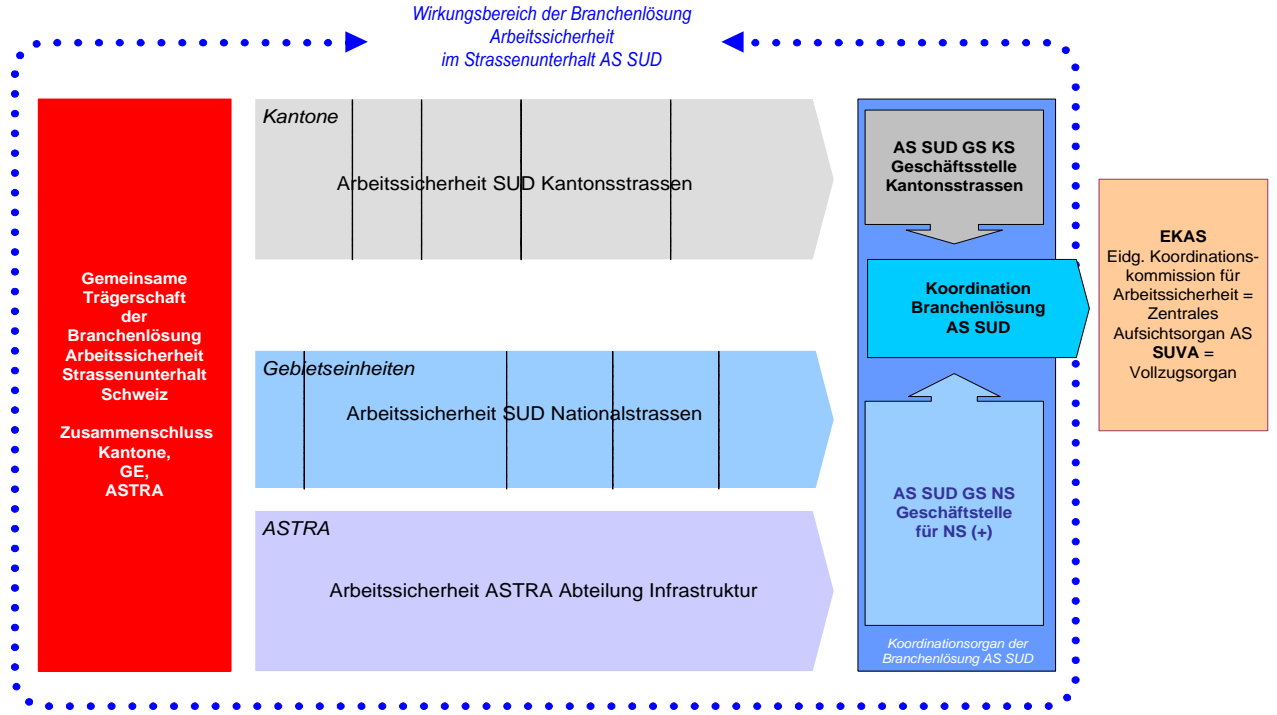 Wirkungsbereich der Branchenlösung
Arbeitssicherheit
im Strassenunterhalt AS SUD
Gemeinsame
Trägerschaft
der
Branchenlösung
Arbeitssicherheit
Strassenunterhalt
Schweiz
Zusammenschluss
Kantone,
GE,
ASTRA
Kantone
Arbeitssicherheit SUD Kantonsstrassen
Gebietseinheiten
Arbeitssicherheit SUD Nationalstrassen
ASTRA
Arbeitssicherheit ASTRA Abteilung Infrastruktur
AS SUD GS KS
Geschäftsstelle
Kantonsstrassen
Koordination
Branchenlösung
AS SUD
AS SUD GS NS
Geschäftstelle
für NS (+)
Koordinationsorgan der
Branchenlösung AS SUD
EKAS
Eidg. Koordinations-
kommission für
Arbeitssicherheit =
Zentrales
Aufsichtsorgan AS
SUVA =
Vollzugsorgan